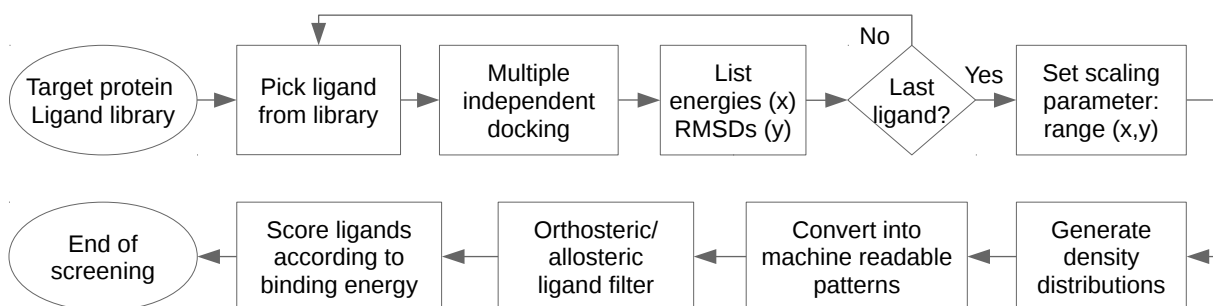 No
Target protein
Ligand library
Pick ligand
from library
Multiple
independent
docking
List
energies (x)
RMSDs (y)
Last
ligand?
Yes
Set scaling
parameter:
range (x,y)
End of
screening
Score ligands
according to
binding energy
Orthosteric/
allosteric
ligand filter
Convert into
machine readable
patterns
Generate
density
distributions